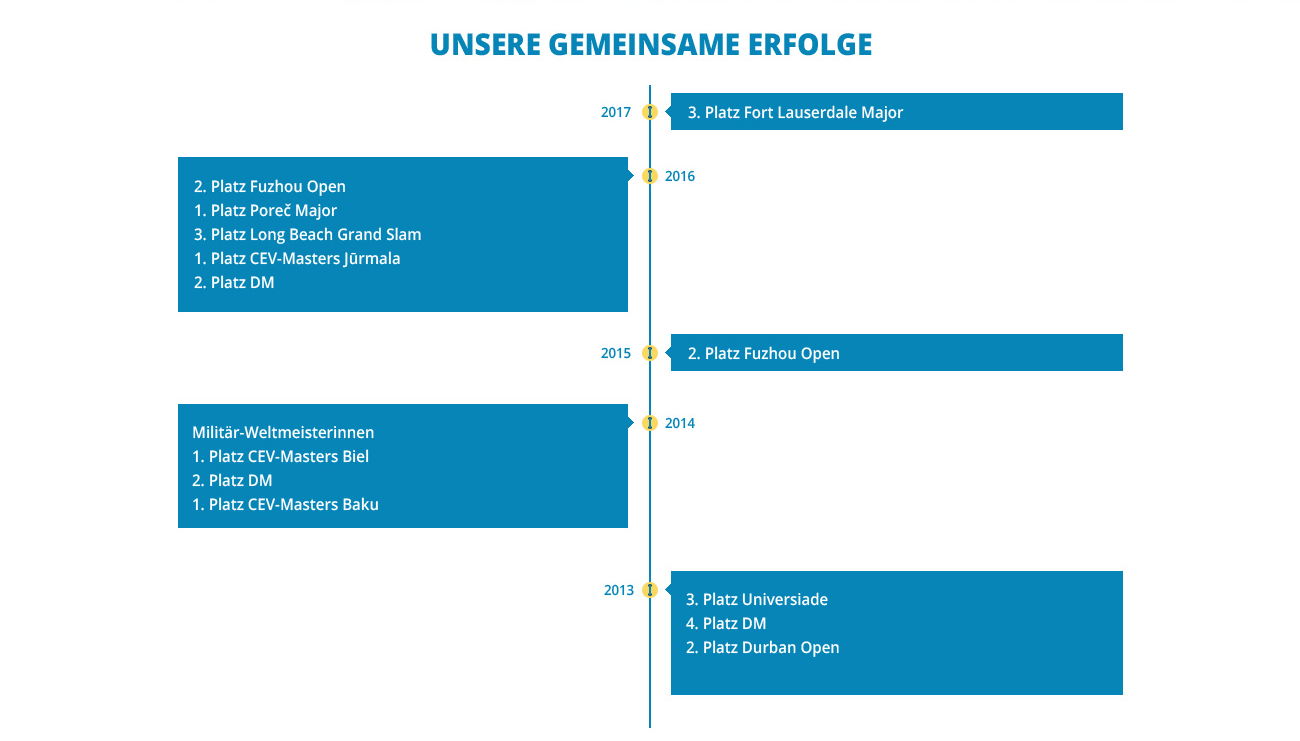 UNSERE GEMEINSAME ERFOLGE
2017
3. Platz Fort Lauserdale Major
2016
2. Platz Fuzhou Open
1. Platz Poreč Major
3. Platz Long Beach Grand Slam
1. Platz CEV-Masters Jūrmala
2. Platz DM
2015
2. Platz Fuzhou Open
2014
Militär-Weltmeisterinnen
1. Platz CEV-Masters Biel
2. Platz DM
1. Platz CEV-Masters Baku
2013
3. Platz Universiade
4. Platz DM
2. Platz Durban Open